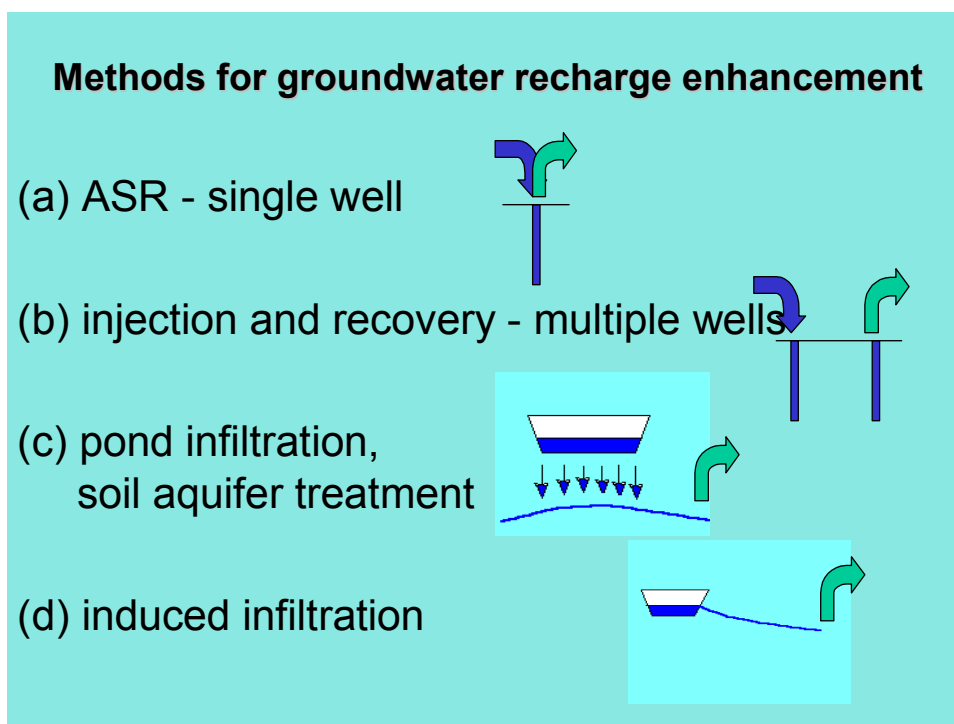 Methods for groundwater recharge enhancement
(a) ASR - single well
(b) injection and recovery - multiple wells
(c) pond infiltration,
soil aquifer treatment
(d) induced infiltration